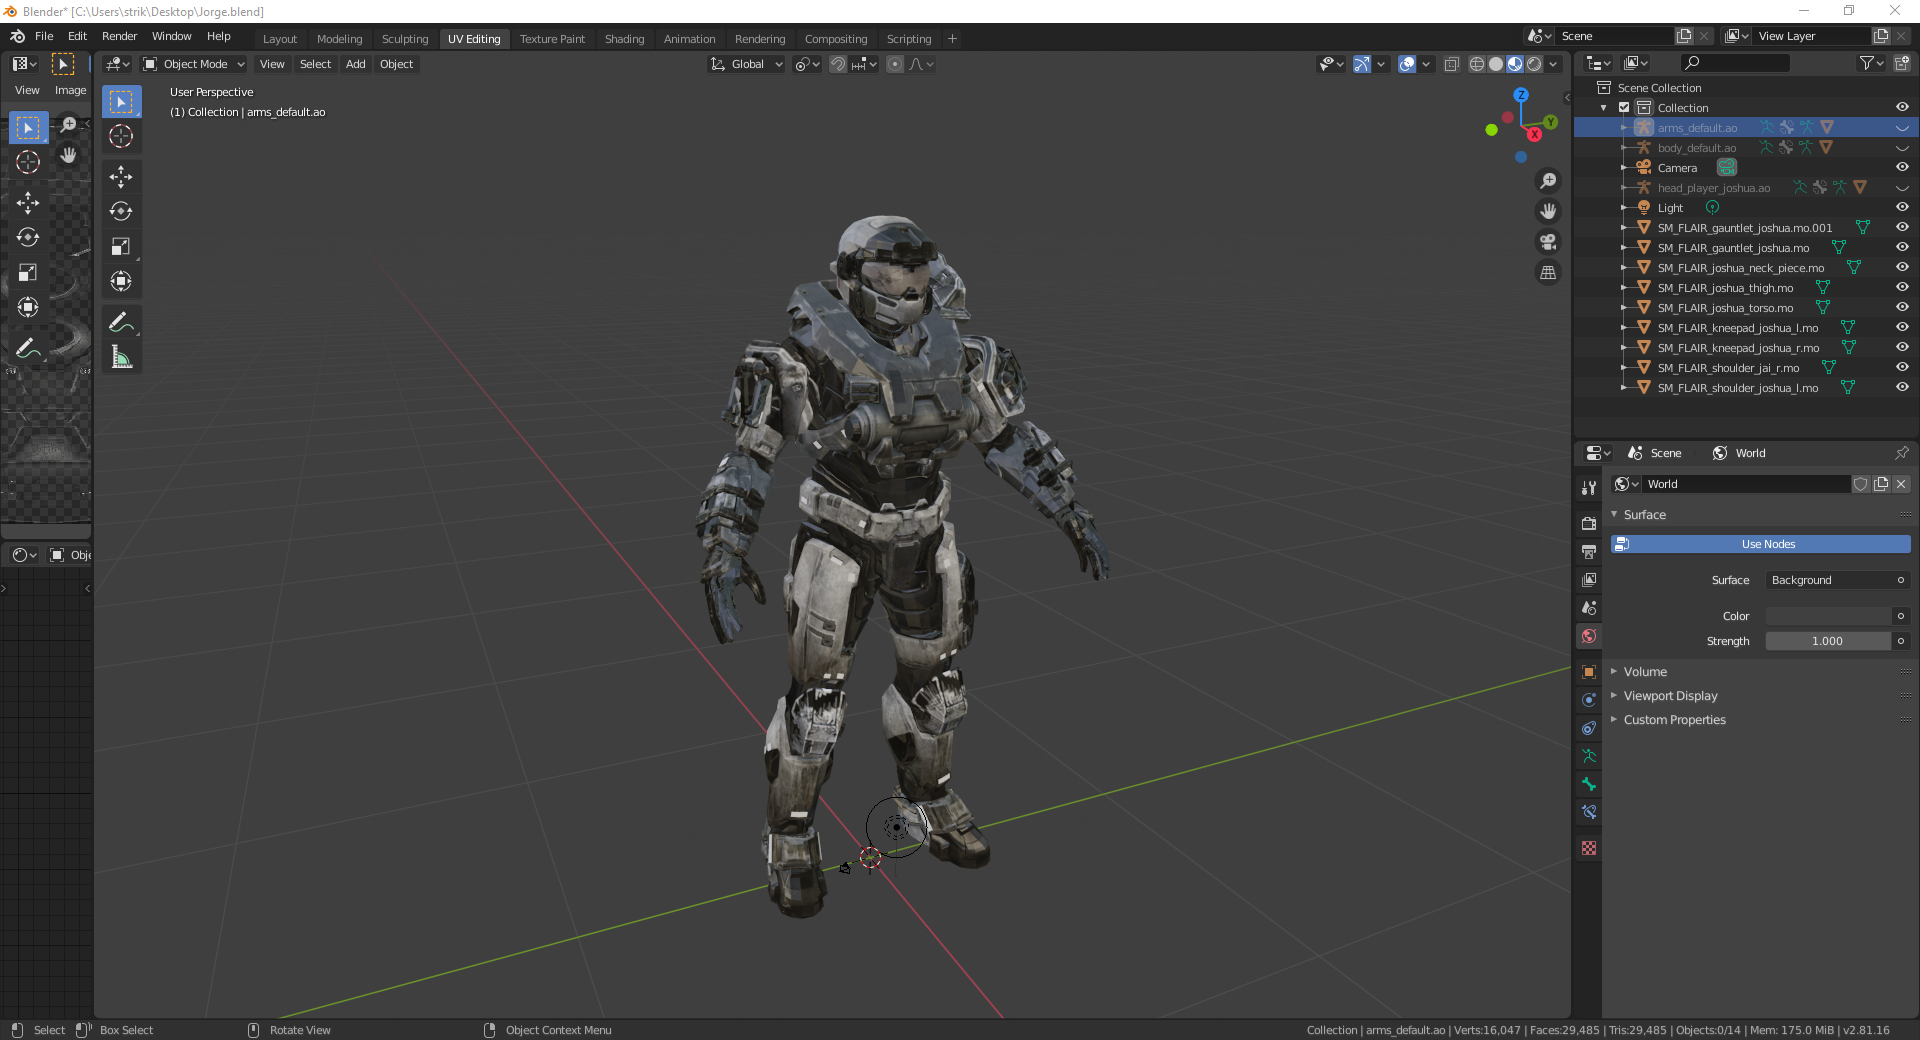 Blender* [C:\Users\strik\Desktop\Jorge.blend]
File Edit Render Window Help
Layout Modeling Sculpting UV Editing Texture Paint Shading Animation Rendering Compositing Scripting +
Scene
View Layer
Object Mode View Select Add Object
Global
View Image
User Perspective
(1) Collection | arms_default.ao
Z
Y
X
Scene Collection
Collection
arms_default.ao
body_default.ao
Camera
head_player_joshua.ao
Light
SM_FLAIR_gauntlet_joshua.mo.001
SM_FLAIR_gauntlet_joshua.mo
SM_FLAIR_joshua_neck_piece.mo
SM_FLAIR_joshua_thigh.mo
SM_FLAIR_joshua_torso.mo
SM_FLAIR_kneepad_joshua_l.mo
SM_FLAIR_kneepad_joshua_r.mo
SM_FLAIR_shoulder_jai_r.mo
SM_FLAIR_shoulder_joshua_l.mo
Scene World
World
Surface
Use Nodes
Surface Background
Color
Strength 1.000
Volume
Viewport Display
Custom Properties
Obje
Select Box Select Rotate View Object Context Menu
Collection | arms_default.ao | Verts:16,047 | Faces:29,485 | Tris:29,485 | Objects:0/14 | Mem: 175.0 MiB | v2.81.16